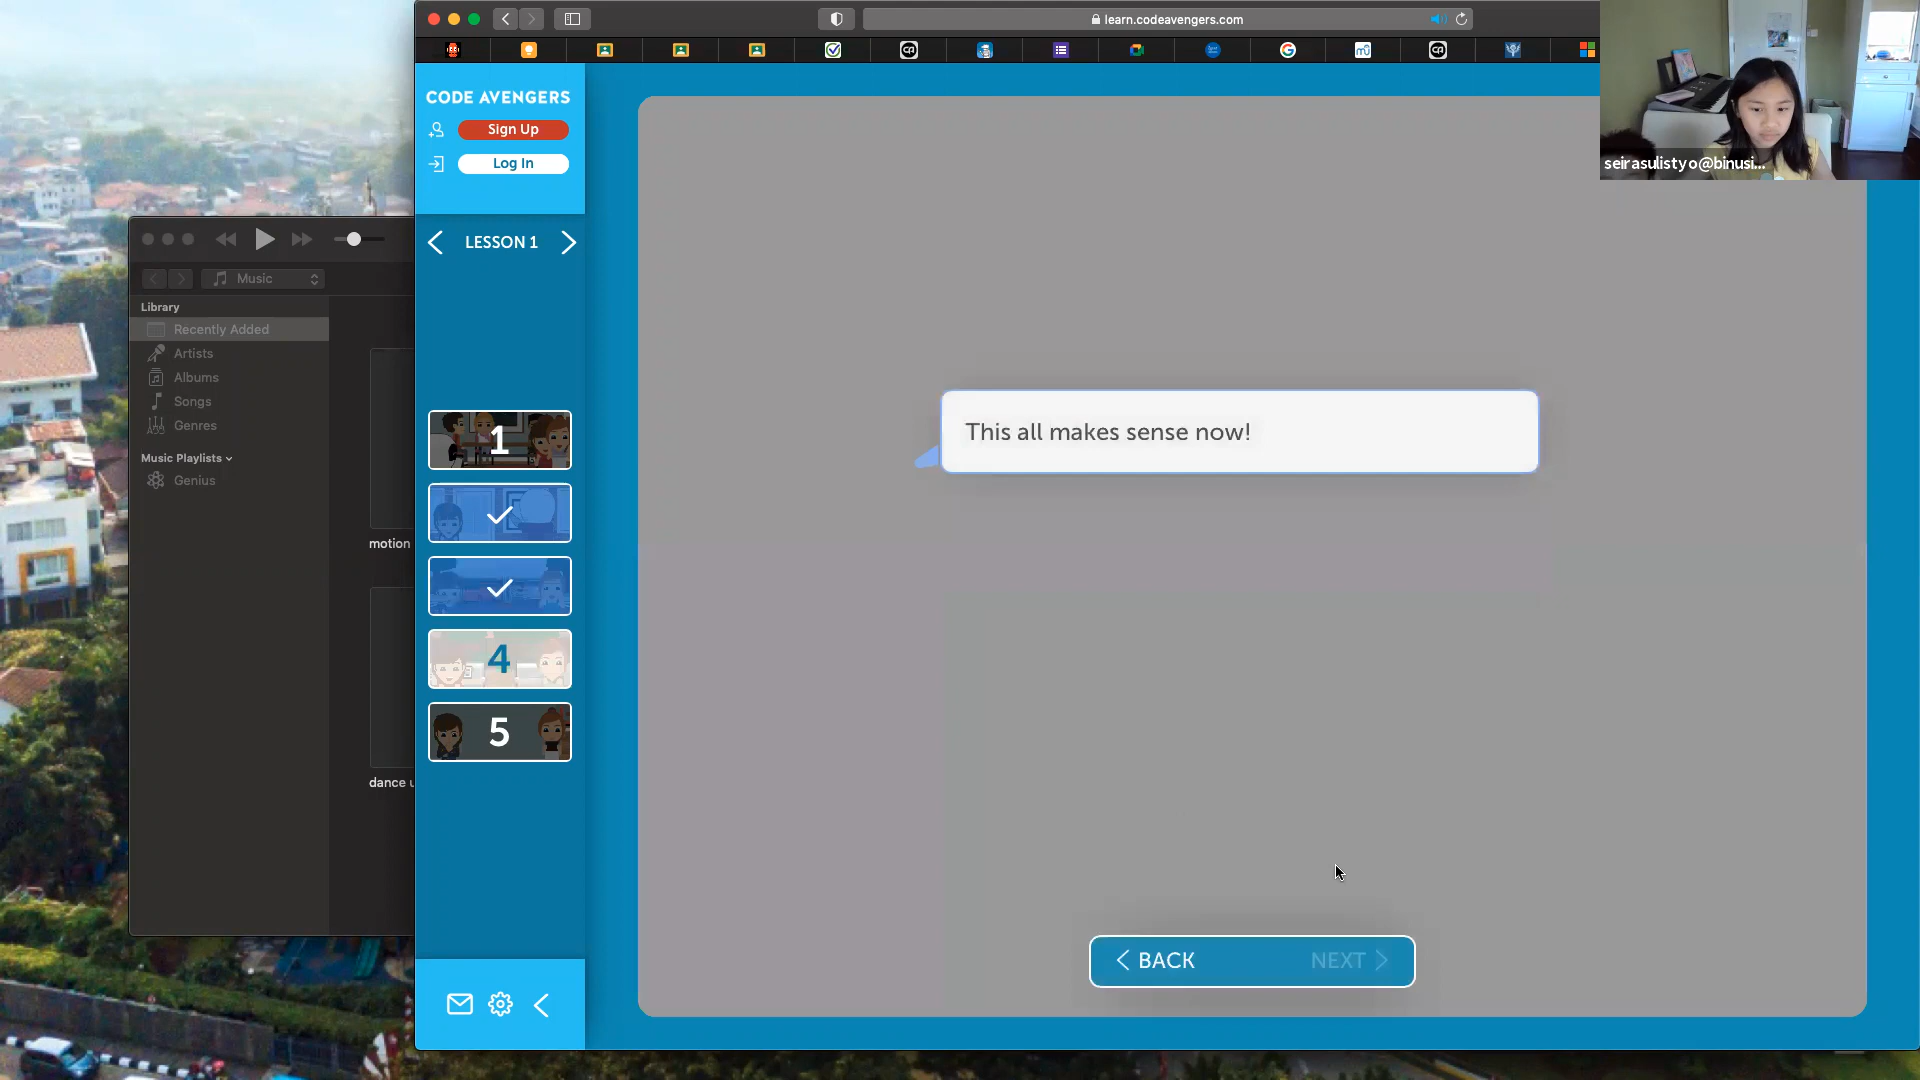 learn.codeavengers.com
CODE AVENGERS
Sign Up
Log In
LESSON 1
1
4
5
Music
Library
Recently Added
Artists
Albums
Songs
Genres
Music Playlists
Genius
motion
dance u
This all makes sense now!
BACK
NEXT
seirasulistyo@binusi...